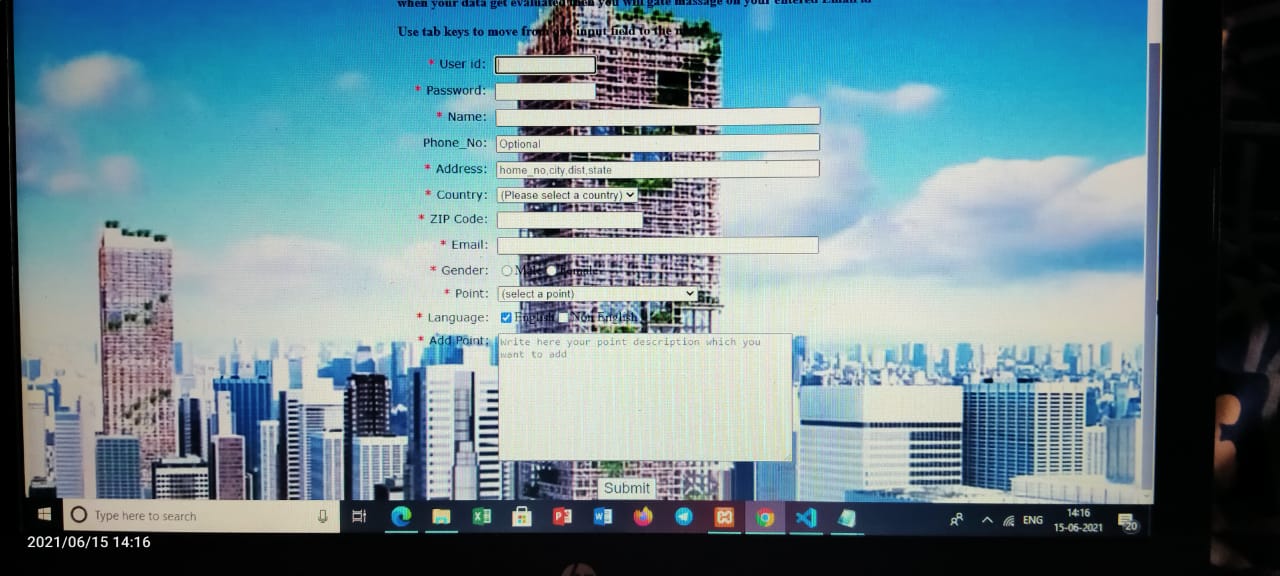 when your data get evaluated then you will gate massage on your entered Email id
Use tab keys to move from one input field to the next.
* User id:
* Password:
* Name:
Phone_No: Optional
* Address: home_no,city,dist,state
* Country: (Please select a country)
* ZIP Code:
* Email:
* Gender: Male Female
* Point: (select a point)
* Language: English Non English
* Add Point: Write here your point description which you
want to add
Submit
Type here to search
ENG
14:16
15-06-2021
20
2021/06/15 14:16